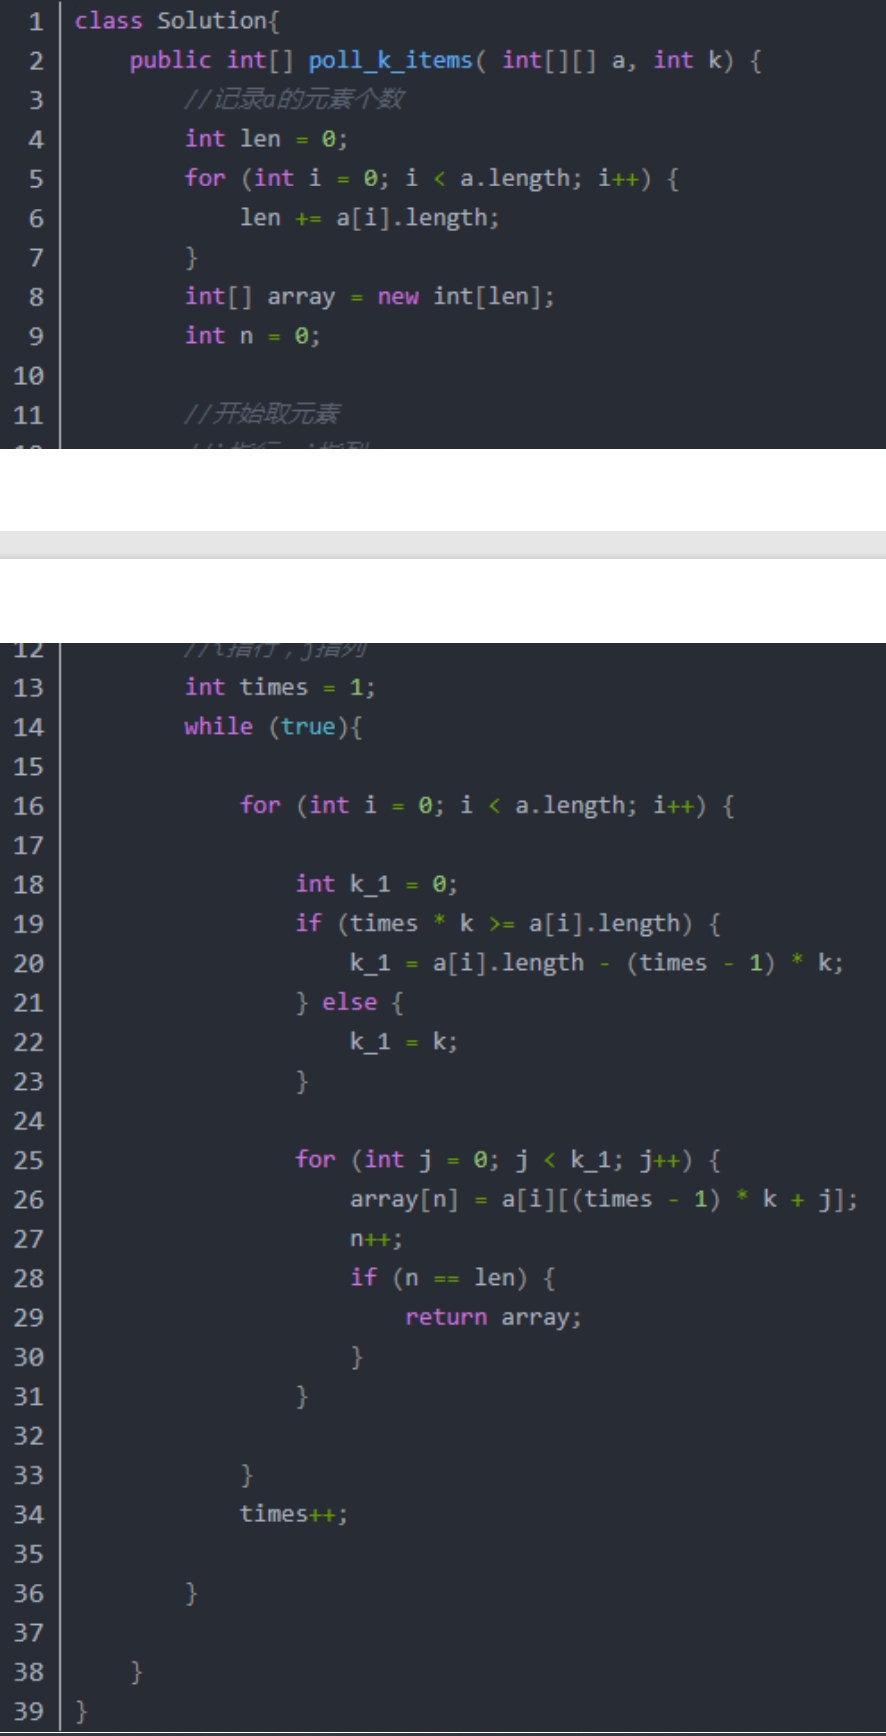 1 class Solution{
2     public int[] poll_k_items( int[][] a, int k) {
3         //记录a的元素个数
4         int len = 0;
5         for (int i = 0; i < a.length; i++) {
6             len += a[i].length;
7         }
8         int[] array = new int[len];
9         int n = 0;
10
11         //开始取元素
12         //i指行，j指列
13         int times = 1;
14         while (true){
15
16             for (int i = 0; i < a.length; i++) {
17
18                 int k_1 = 0;
19                 if (times * k >= a[i].length) {
20                     k_1 = a[i].length - (times - 1) * k;
21                 } else {
22                     k_1 = k;
23                 }
24
25                 for (int j = 0; j < k_1; j++) {
26                     array[n] = a[i][(times - 1) * k + j];
27                     n++;
28                     if (n == len) {
29                         return array;
30                     }
31                 }
32
33             }
34             times++;
35
36         }
37
38     }
39 }